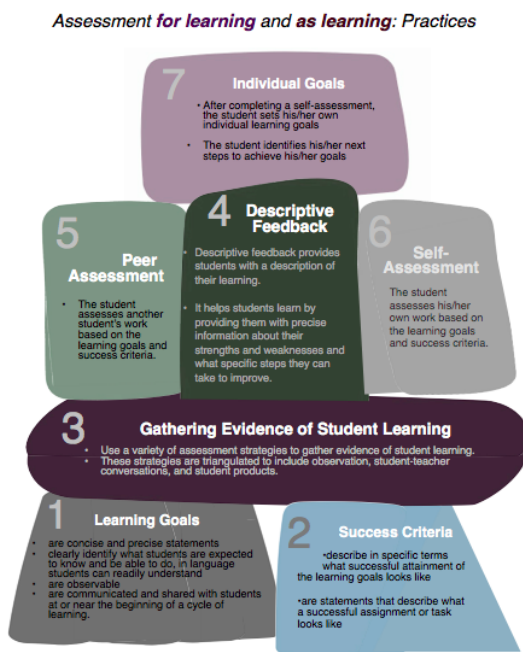 Assessment for learning and as learning: Practices
7
Individual Goals
• After completing a self-assessment,
the student sets his/her own
individual learning goals
• The student identifies his/her next
steps to achieve his/her goals
5
Peer
Assessment
• The student
assesses another
student's work
based on the
learning goals and
success criteria.
4
Descriptive
Feedback
• Descriptive feedback provides
students with a description of
their learning.
• It helps students learn by
providing them with precise
information about their
strengths and weaknesses and
what specific steps they can
take to improve.
6
Self-
Assessment
The student
assesses his/her
own work based on
the learning goals
and success criteria.
3
Gathering Evidence of Student Learning
• Use a variety of assessment strategies to gather evidence of student learning.
• These strategies are triangulated to include observation, student-teacher
conversations, and student products.
1
Learning Goals
• are concise and precise statements
• clearly identify what students are expected
to know and be able to do, in language
students can readily understand
• are observable
• are communicated and shared with students
at or near the beginning of a cycle of
learning.
2
Success Criteria
•describe in specific terms
what successful attainment of
the learning goals looks like
•are statements that describe what
a successful assignment or task
looks like